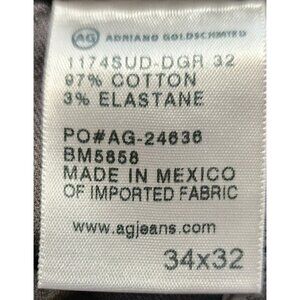 AG ADRIANO GOLDSCHMIED
1174SUD-DGR 32
97% COTTON
3% ELASTANE
PO#AG-24636
BM5858
MADE IN MEXICO
OF IMPORTED FABRIC
www.agjeans.com
34x32